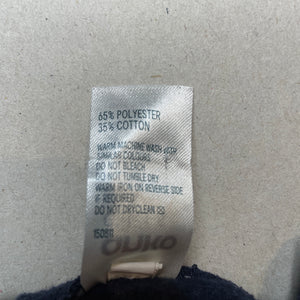 65% POLYESTER
35% COTTON
WARM MACHINE WASH WITH
SIMILAR COLOURS
DO NOT BLEACH
DO NOT TUMBLE DRY
WARM IRON ON REVERSE SIDE
IF REQUIRED
DO NOT DRYCLEAN
150811